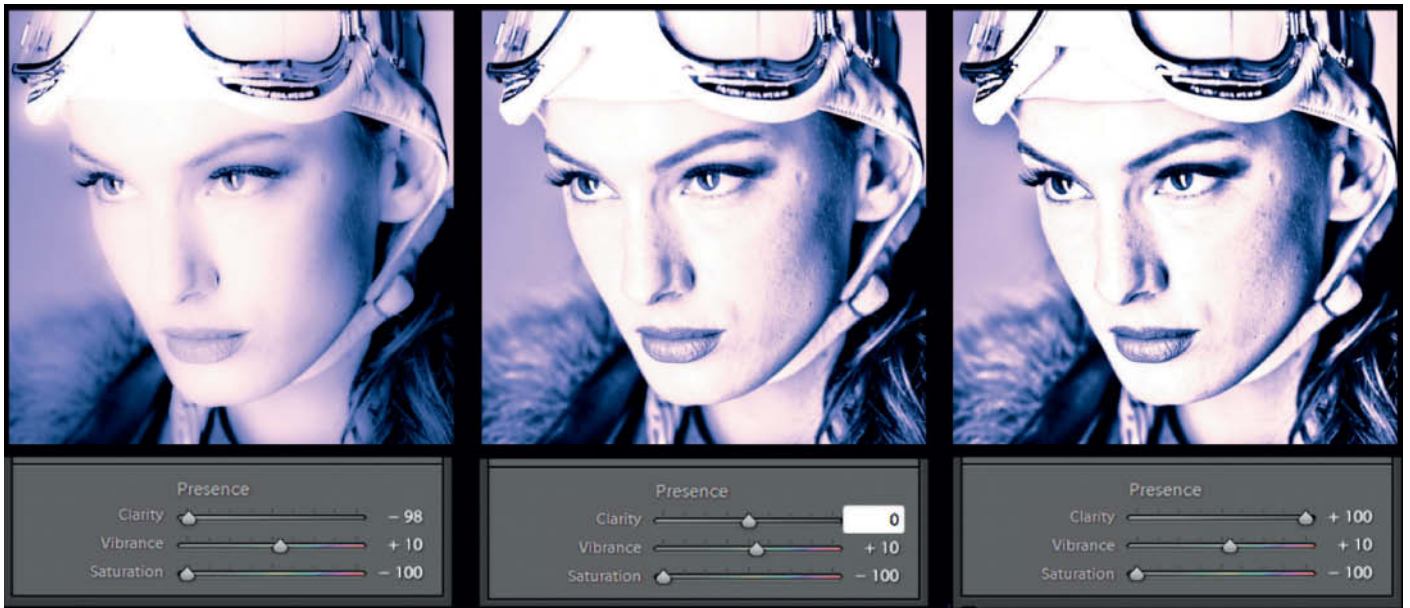 Presence
Clarity − 98
Vibrance + 10
Saturation − 100
Presence
Clarity 0
Vibrance + 10
Saturation − 100
Presence
Clarity + 100
Vibrance + 10
Saturation − 100